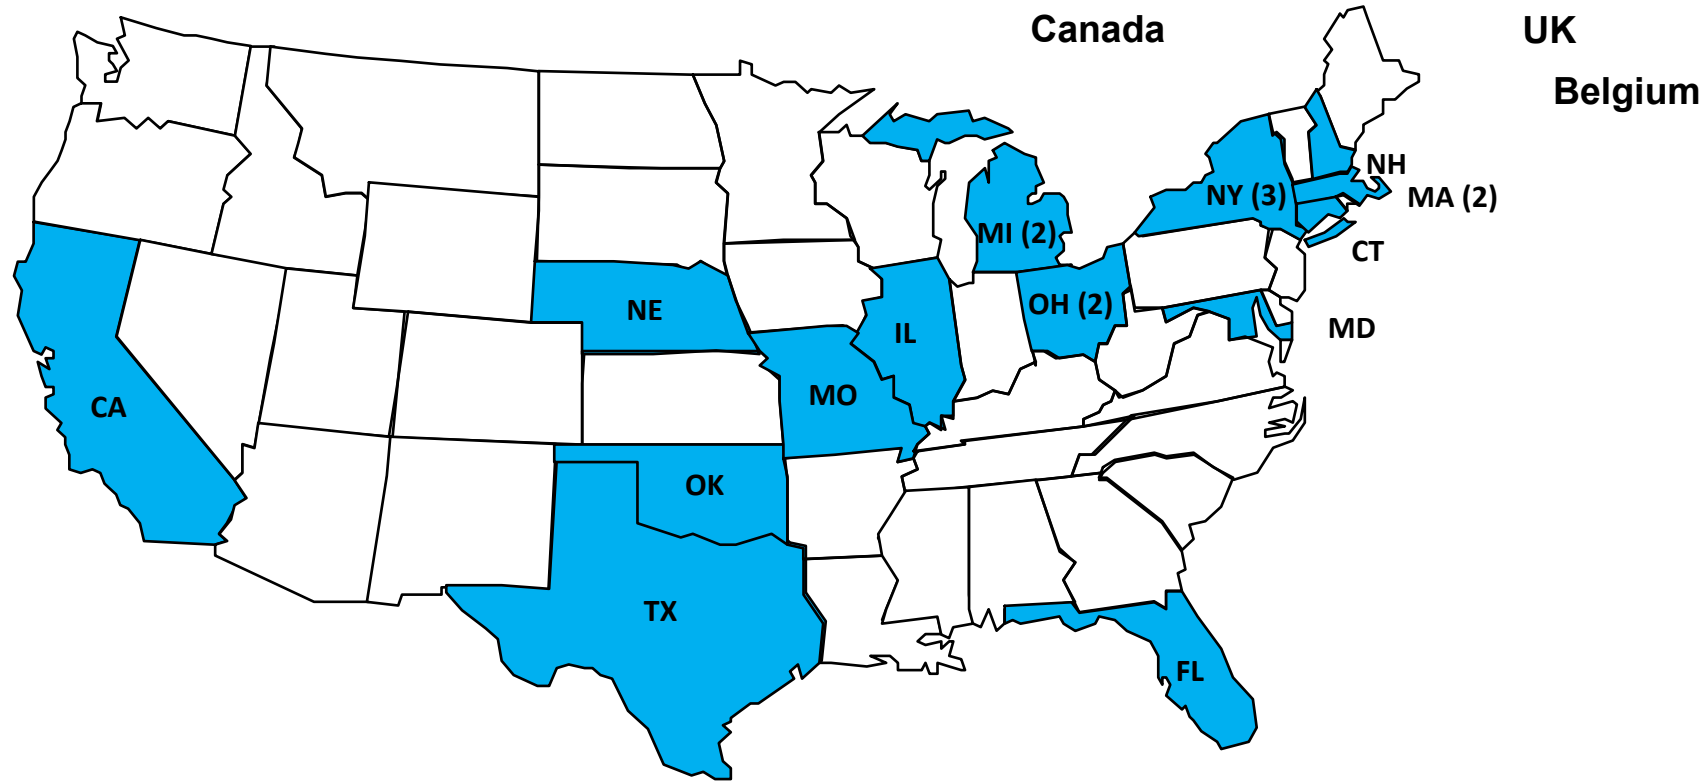 Canada
UK
Belgium
NH
NY (3)
MA (2)
MI (2)
CT
NE
OH (2)
IL
MD
MO
CA
OK
TX
FL